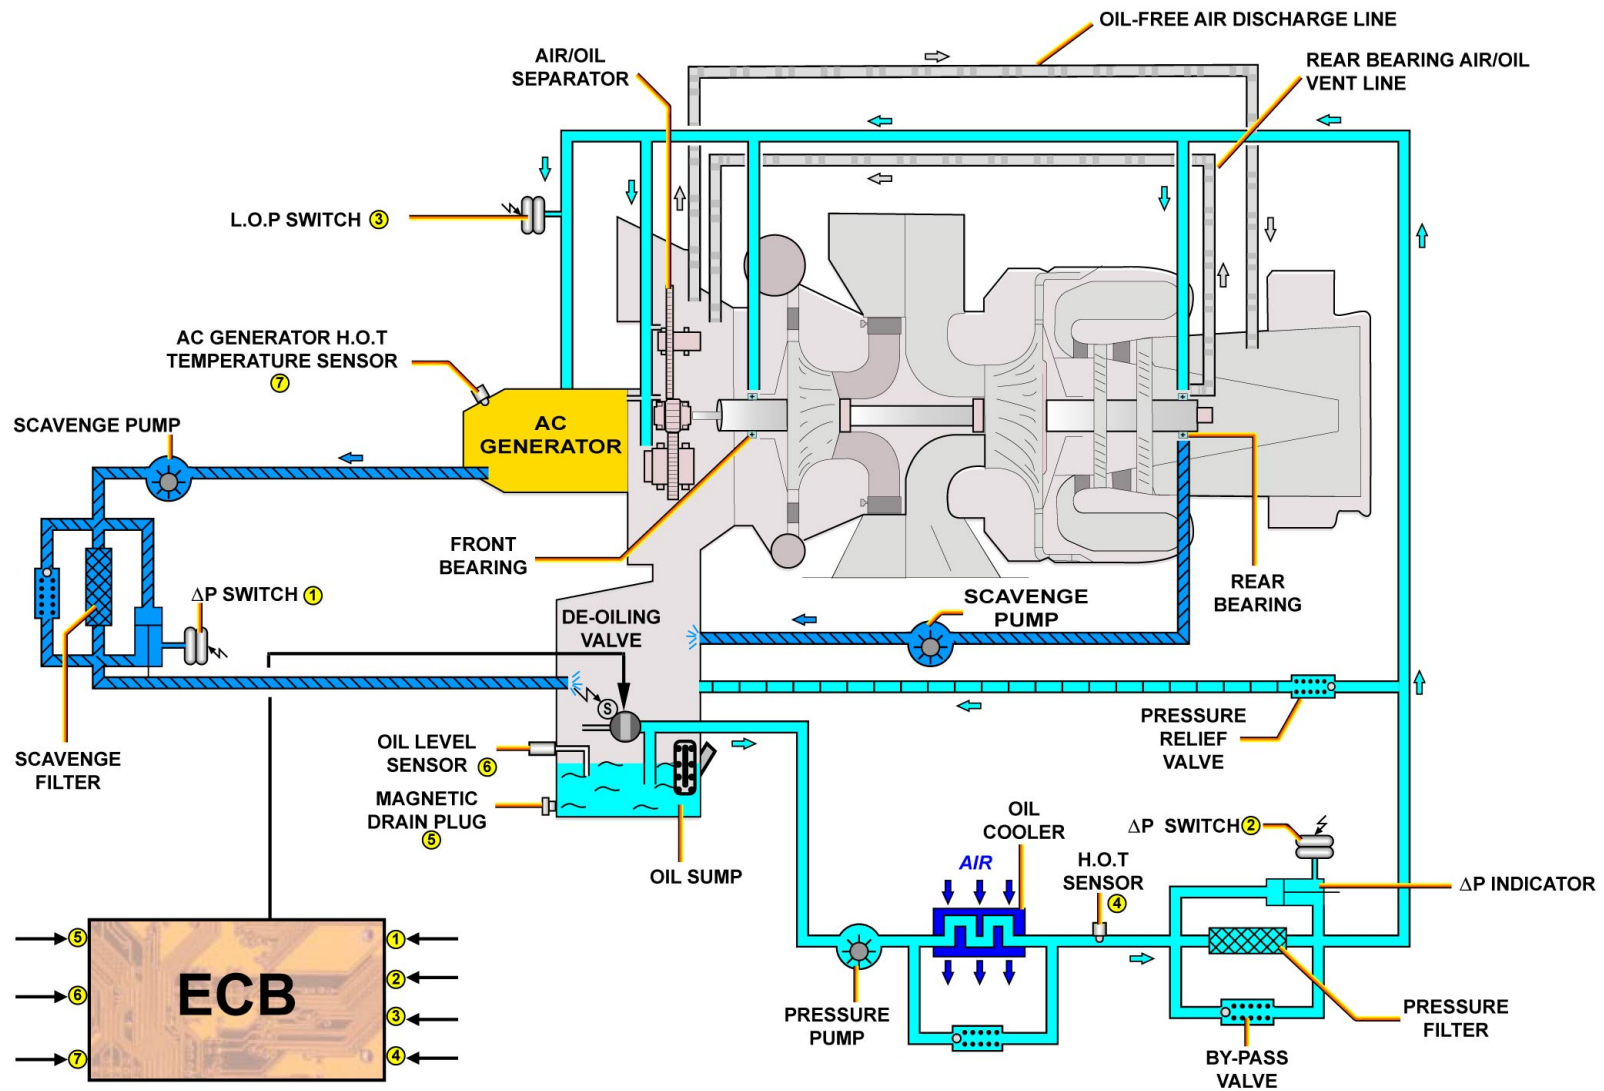 OIL-FREE AIR DISCHARGE LINE
AIR/OIL
SEPARATOR
REAR BEARING AIR/OIL
VENT LINE
L.O.P SWITCH 3
AC GENERATOR H.O.T
TEMPERATURE SENSOR
7
SCAVENGE PUMP
AC
GENERATOR
FRONT
BEARING
REAR
BEARING
ΔP SWITCH 1
DE-OILING
VALVE
SCAVENGE
PUMP
S
SCAVENGE
FILTER
OIL LEVEL
SENSOR 6
MAGNETIC
DRAIN PLUG
5
OIL SUMP
PRESSURE
RELIEF
VALVE
OIL
COOLER
AIR
H.O.T
SENSOR
4
ΔP SWITCH 2
ΔP INDICATOR
PRESSURE
PUMP
PRESSURE
FILTER
BY-PASS
VALVE
ECB
5
6
7
1
2
3
4